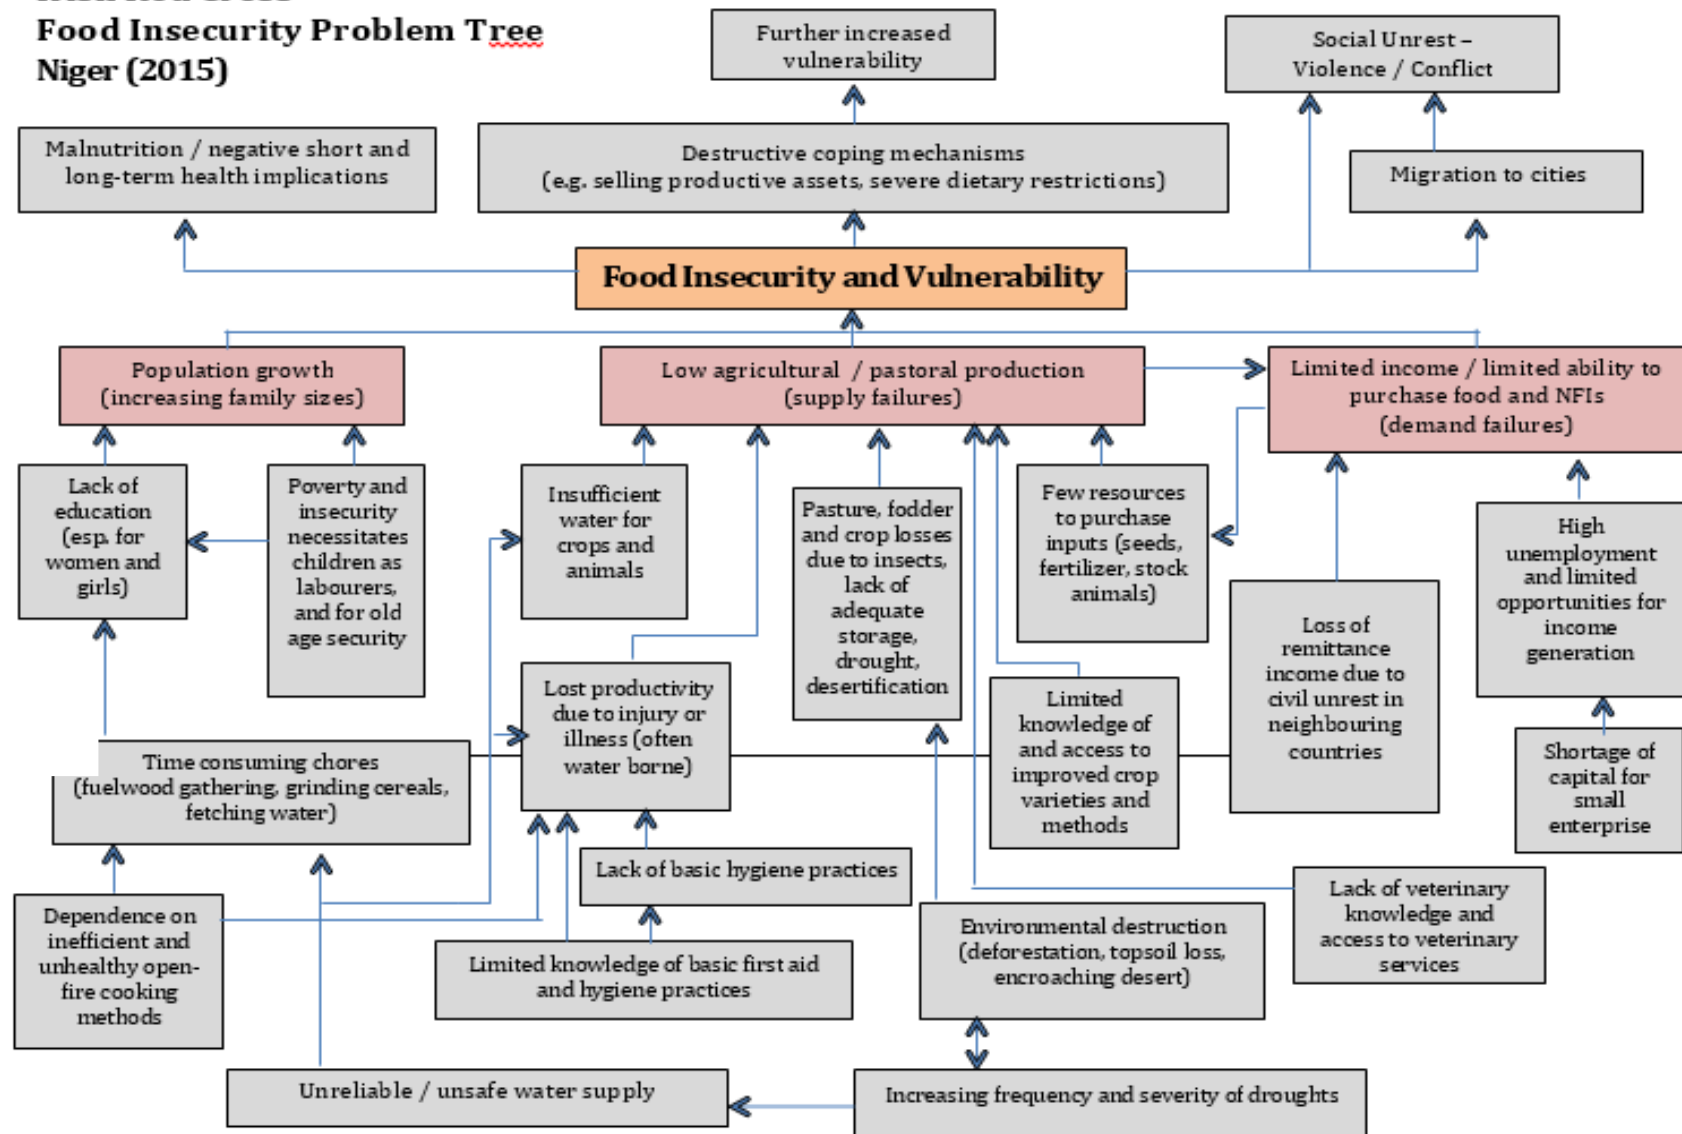 Food Insecurity Problem Tree
Niger (2015)
Further increased
vulnerability
Social Unrest –
Violence / Conflict
Malnutrition / negative short and
long-term health implications
Destructive coping mechanisms
(e.g. selling productive assets, severe dietary restrictions)
Migration to cities
Food Insecurity and Vulnerability
Population growth
(increasing family sizes)
Low agricultural / pastoral production
(supply failures)
Limited income / limited ability to
purchase food and NFIs
(demand failures)
Lack of
education
(esp. for
women and
girls)
Poverty and
insecurity
necessitates
children as
labourers,
and for old
age security
Insufficient
water for
crops and
animals
Pasture, fodder
and crop losses
due to insects,
lack of
adequate
storage,
drought,
desertification
Few resources
to purchase
inputs (seeds,
fertilizer, stock
animals)
High
unemployment
and limited
opportunities for
income
generation
Loss of
remittance
income due to
civil unrest in
neighbouring
countries
Lost productivity
due to injury or
illness (often
water borne)
Limited
knowledge of
and access to
improved crop
varieties and
methods
Shortage of
capital for
small
enterprise
Time consuming chores
(fuelwood gathering, grinding cereals,
fetching water)
Lack of basic hygiene practices
Lack of veterinary
knowledge and
access to veterinary
services
Dependence on
inefficient and
unhealthy open-
fire cooking
methods
Limited knowledge of basic first aid
and hygiene practices
Environmental destruction
(deforestation, topsoil loss,
encroaching desert)
Unreliable / unsafe water supply
Increasing frequency and severity of droughts